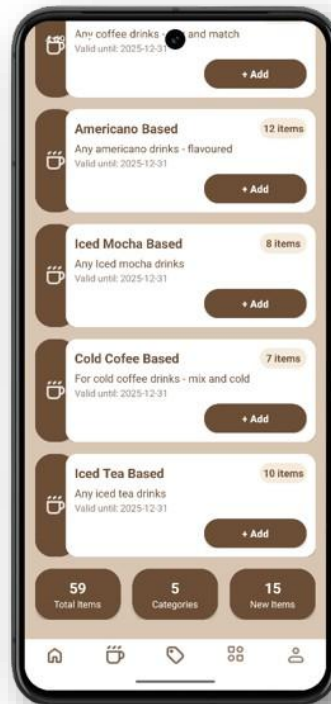 Any coffee drinks - and match
Valid until: 2025-12-31
+ Add
Americano Based
12 items
Any americano drinks - flavoured
Valid until: 2025-12-31
+ Add
Iced Mocha Based
8 items
Any Iced mocha drinks
Valid until: 2025-12-31
+ Add
Cold Cofee Based
7 items
For cold coffee drinks - mix and cold
Valid until: 2025-12-31
+ Add
Iced Tea Based
10 items
Any iced tea drinks
Valid until: 2025-12-31
+ Add
59
Total Items
5
Categories
15
New Items